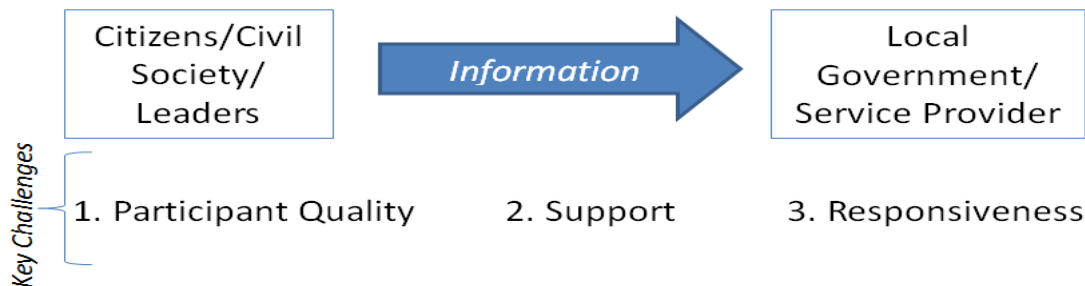 Citizens/Civil
Society/
Leaders
Information
Local
Government/
Service Provider
Key Challenges
1. Participant Quality
2. Support
3. Responsiveness